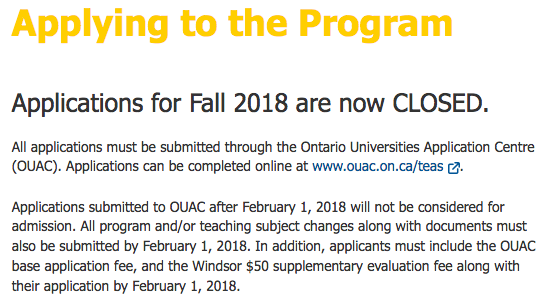 Applying to the Program
Applications for Fall 2018 are now CLOSED.
All applications must be submitted through the Ontario Universities Application Centre
(OUAC). Applications can be completed online at www.ouac.on.ca/teas.
Applications submitted to OUAC after February 1, 2018 will not be considered for
admission. All program and/or teaching subject changes along with documents must
also be submitted by February 1, 2018. In addition, applicants must include the OUAC
base application fee, and the Windsor $50 supplementary evaluation fee along with
their application by February 1, 2018.